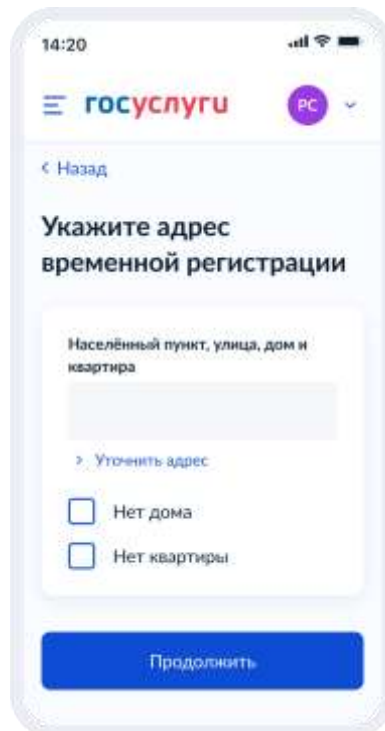 14:20
госуслуги
РС
Назад
Укажите адрес
временной регистрации
Населённый пункт, улица, дом и
квартира
Уточнить адрес
Нет дома
Нет квартиры
Продолжить